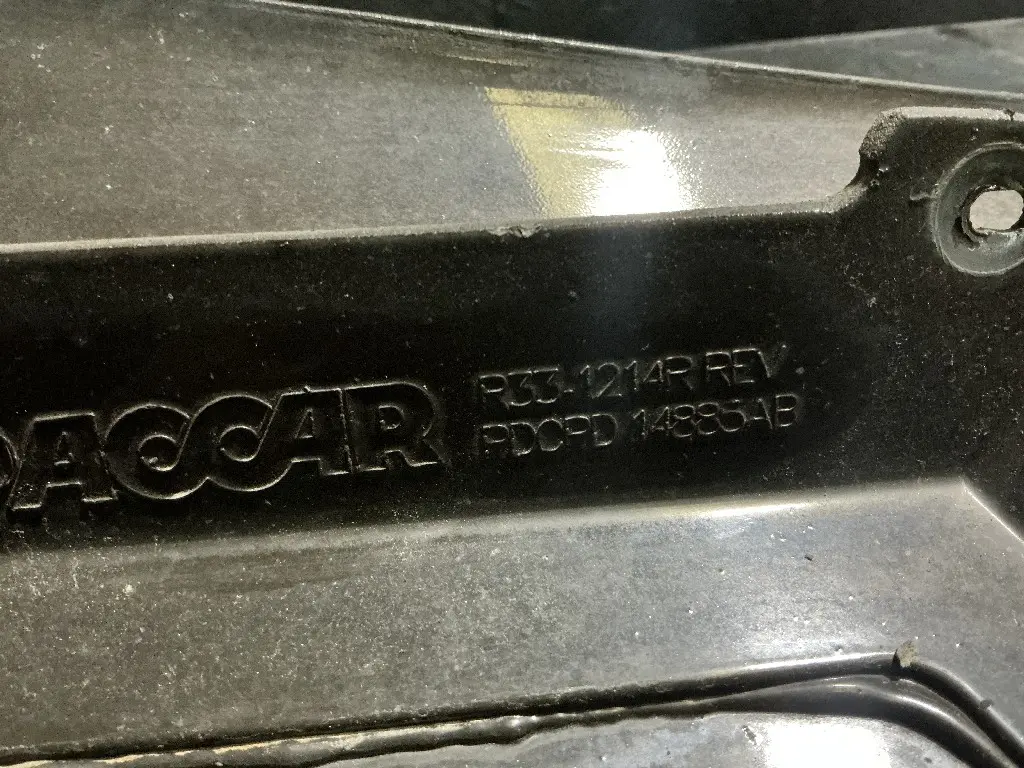 PACCAR
R33-1214R REV.
PDCPD 14885AB